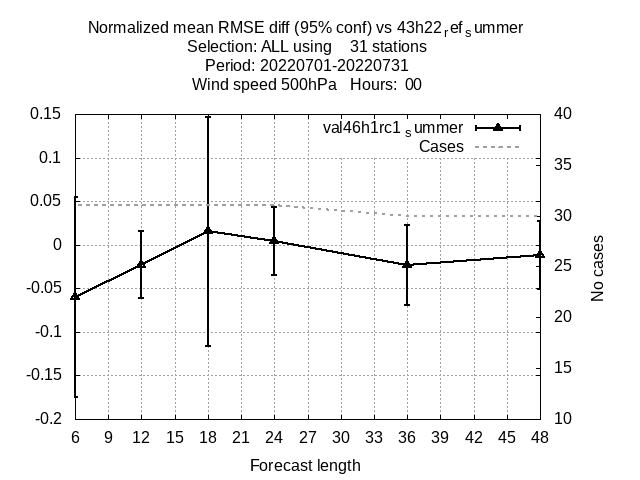 Normalized mean RMSE diff (95% conf) vs 43h22refsummer
Selection: ALL using 31 stations
Period: 20220701-20220731
Wind speed 500hPa Hours: 00
val46h1rc1summer
Cases
0.15
0.1
0.05
0
-0.05
-0.1
-0.15
-0.2
40
35
30
25
20
15
10
No cases
6 9 12 15 18 21 24 27 30 33 36 39 42 45 48
Forecast length